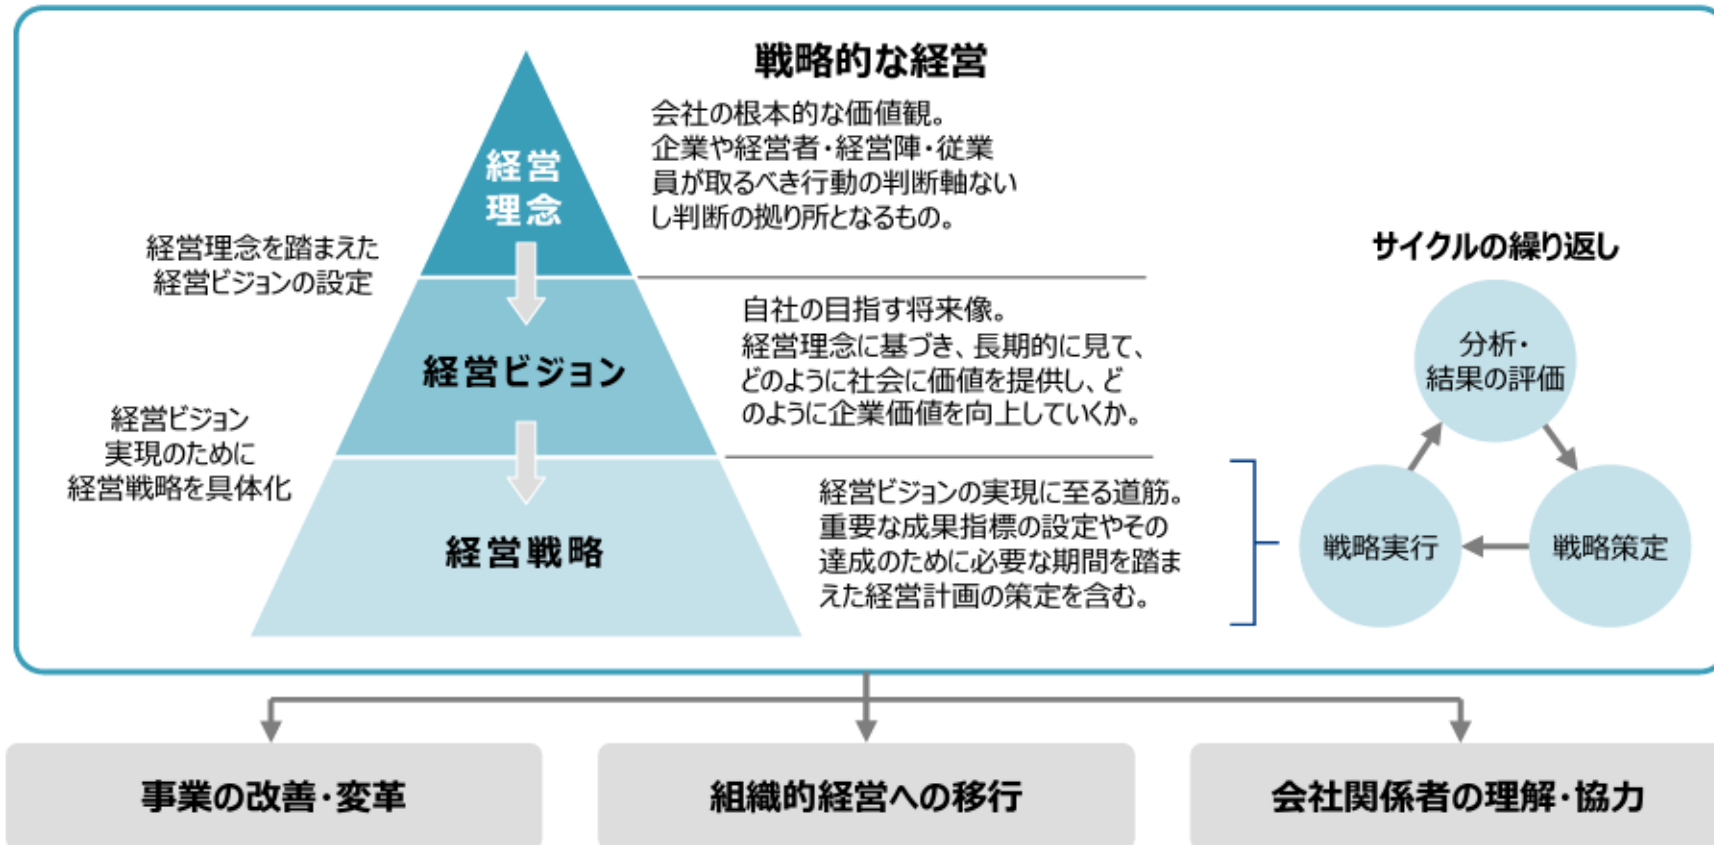 戦略的な経営
会社の根本的な価値観。
企業や経営者・経営陣・従業
員が取るべき行動の判断軸ない
し判断の拠り所となるもの。
経営
理念
経営理念を踏まえた
経営ビジョンの設定
自社の目指す将来像。
経営理念に基づき、長期的に見て、
どのように社会に価値を提供し、ど
のように企業価値を向上していくか。
経営ビジョン
経営ビジョン
実現のために
経営戦略を具体化
経営ビジョンの実現に至る道筋。
重要な成果指標の設定やその
達成のために必要な期間を踏ま
えた経営計画の策定を含む。
経営戦略
サイクルの繰り返し
分析・
結果の評価
戦略実行
戦略策定
事業の改善・変革
組織的経営への移行
会社関係者の理解・協力